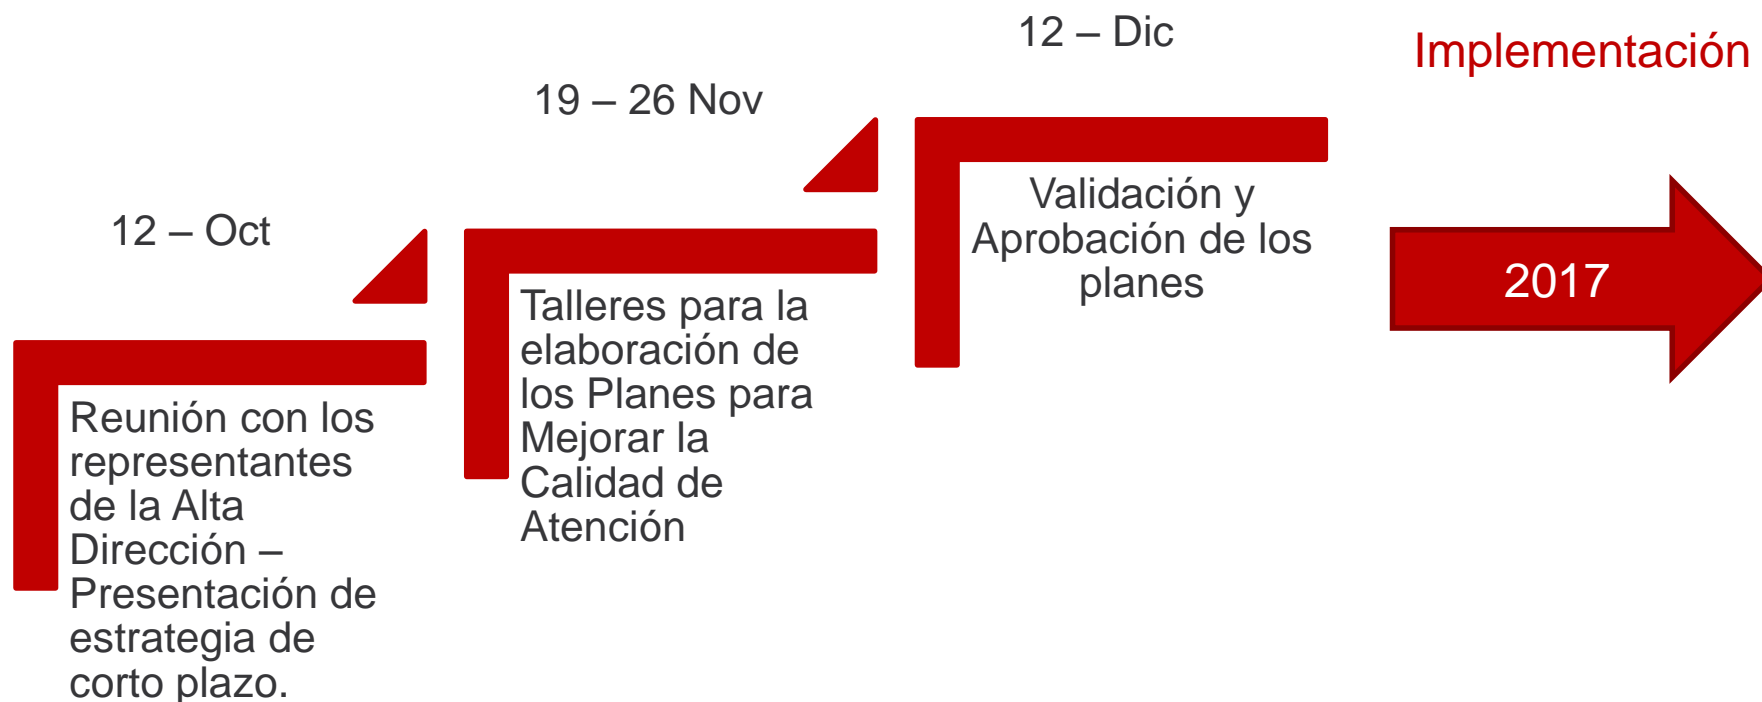 12 – Oct
Reunión con los
representantes
de la Alta
Dirección –
Presentación de
estrategia de
corto plazo.
19 – 26 Nov
Talleres para la
elaboración de
los Planes para
Mejorar la
Calidad de
Atención
12 – Dic
Validación y
Aprobación de los
planes
Implementación
2017